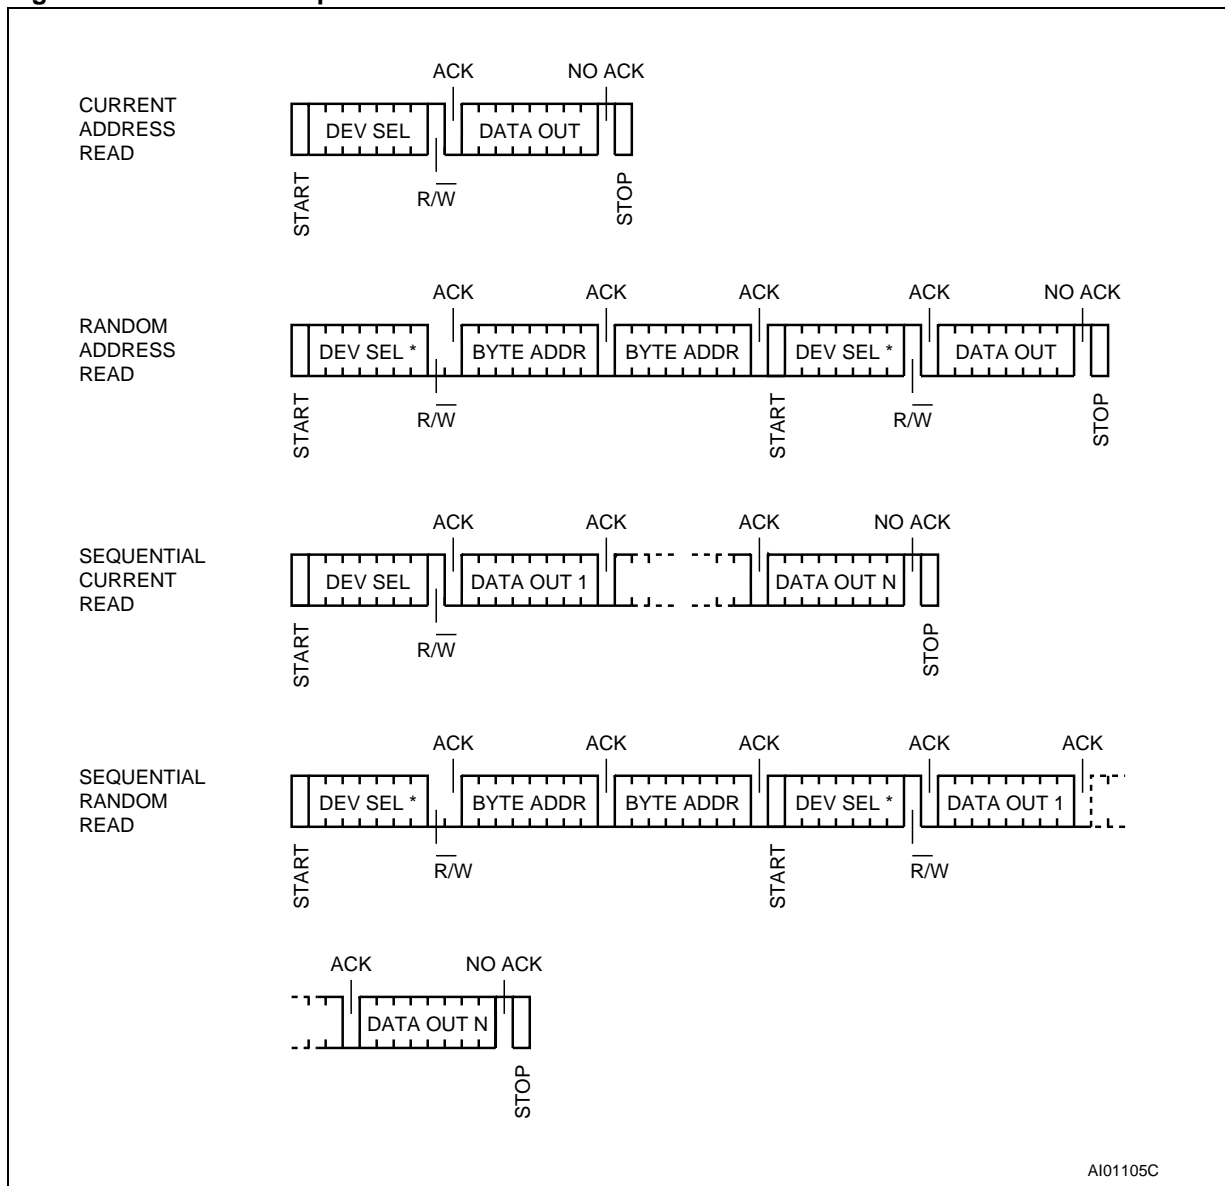 ACK NO ACK
CURRENT
ADDRESS
READ
DEV SEL DATA OUT
START R/W̅ STOP
ACK ACK ACK ACK NO ACK
RANDOM
ADDRESS
READ
DEV SEL * BYTE ADDR BYTE ADDR DEV SEL * DATA OUT
START R/W̅ START R/W̅ STOP
ACK ACK ACK NO ACK
SEQUENTIAL
CURRENT
READ
DEV SEL DATA OUT 1 DATA OUT N
START R/W̅ STOP
ACK ACK ACK ACK ACK
SEQUENTIAL
RANDOM
READ
DEV SEL * BYTE ADDR BYTE ADDR DEV SEL * DATA OUT 1
START R̅/W START R̅/W
ACK NO ACK
DATA OUT N
STOP
AI01105C